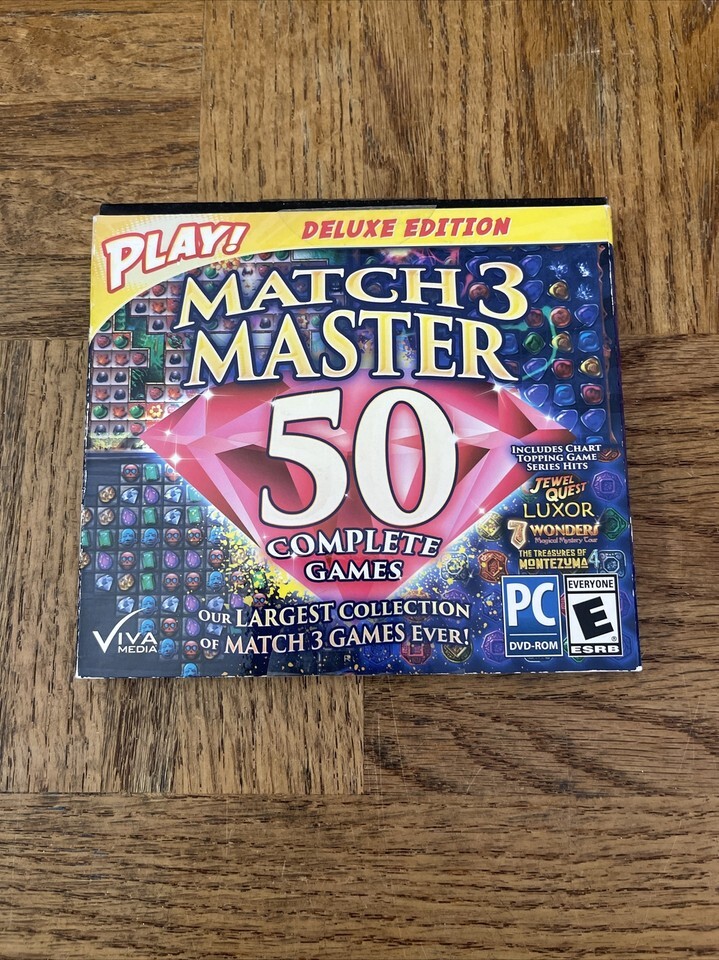 PLAY!
DELUXE EDITION
MATCH 3
MASTER
50
COMPLETE
GAMES
INCLUDES CHART
TOPPING GAME
SERIES HITS
JEWEL
QUEST
LUXOR
7 WONDERS
Magical Mystery Tour
THE TREASURES OF
MONTEZUMA 4
OUR LARGEST COLLECTION
OF MATCH 3 GAMES EVER!
VIVA
MEDIA
PC
DVD-ROM
EVERYONE
E
®
ESRB